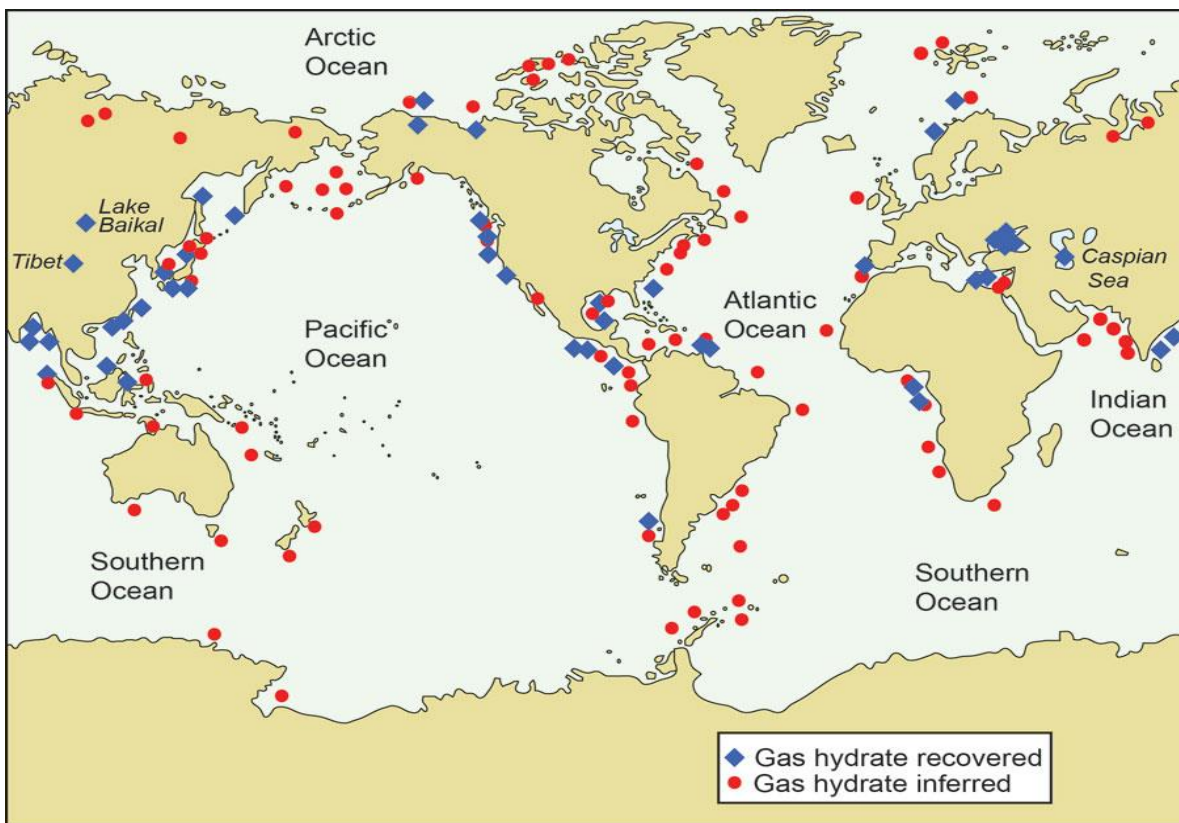 Arctic
Ocean
Lake
Baikal
Tibet
Caspian
Sea
Atlantic
Ocean
Pacific
Ocean
Indian
Ocean
Southern
Ocean
Southern
Ocean
Gas hydrate recovered
Gas hydrate inferred